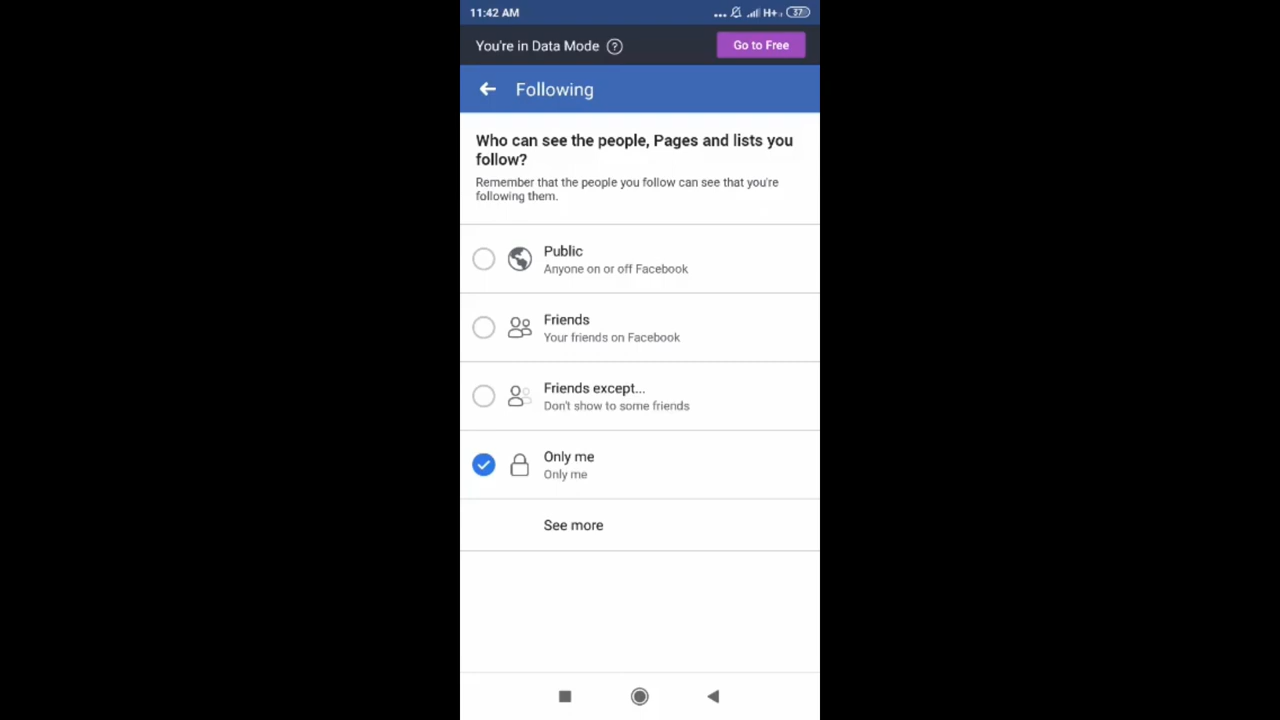 11:42 AM
H+
37
You're in Data Mode ?
Go to Free
Following
Who can see the people, Pages and lists you
follow?
Remember that the people you follow can see that you're
following them.
Public
Anyone on or off Facebook
Friends
Your friends on Facebook
Friends except...
Don't show to some friends
Only me
Only me
See more